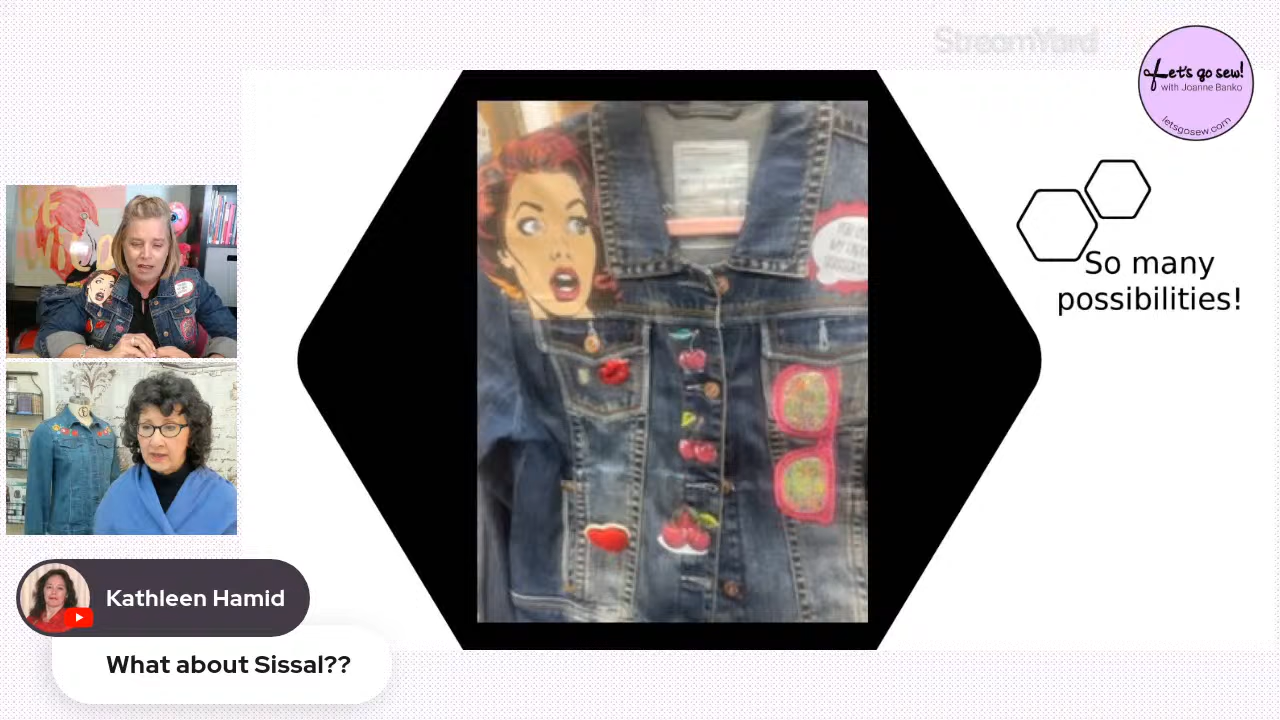 StreamYard
Let's go sew!
with Joanne Banko
letsgosew.com
So many
possibilities!
Kathleen Hamid
What about Sissal??